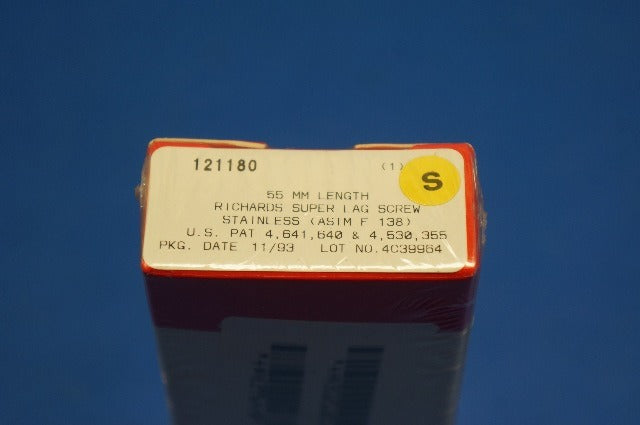 121180 (1) S
55 MM LENGTH
RICHARDS SUPER LAG SCREW
STAINLESS (ASTM F 138)
U.S. PAT 4,641,640 & 4,530,355
PKG. DATE 11/93 LOT NO.4C39964